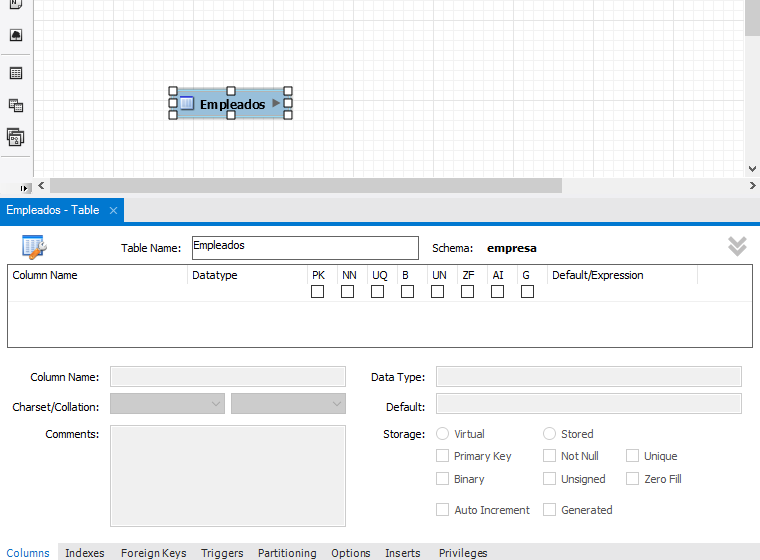 Empleados
Empleados - Table
Table Name: Empleados Schema: empresa
Column Name Datatype PK NN UQ B UN ZF AI G Default/Expression
Column Name: Data Type:
Charset/Collation: Default:
Comments: Storage: Virtual Stored
Primary Key Not Null Unique
Binary Unsigned Zero Fill
Auto Increment Generated
Columns Indexes Foreign Keys Triggers Partitioning Options Inserts Privileges